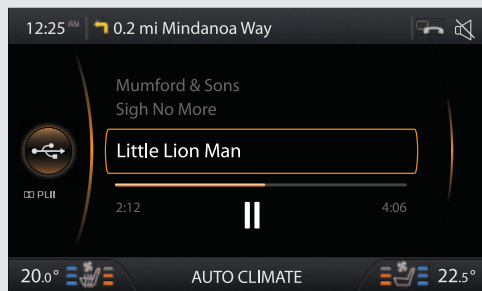 12:25 AM
0.2 mi Mindanoa Way
Mumford & Sons
Sigh No More
Little Lion Man
PLII
2:12
4:06
20.0°
AUTO CLIMATE
22.5°